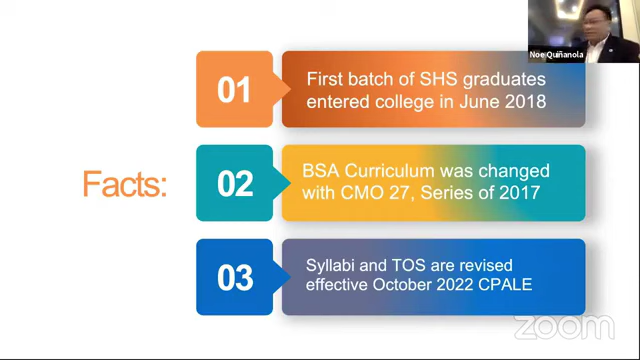 Noe Quiñanola
01
First batch of SHS graduates
entered college in June 2018
Facts:
02
BSA Curriculum was changed
with CMO 27, Series of 2017
03
Syllabi and TOS are revised
effective October 2022 CPALE
zoom